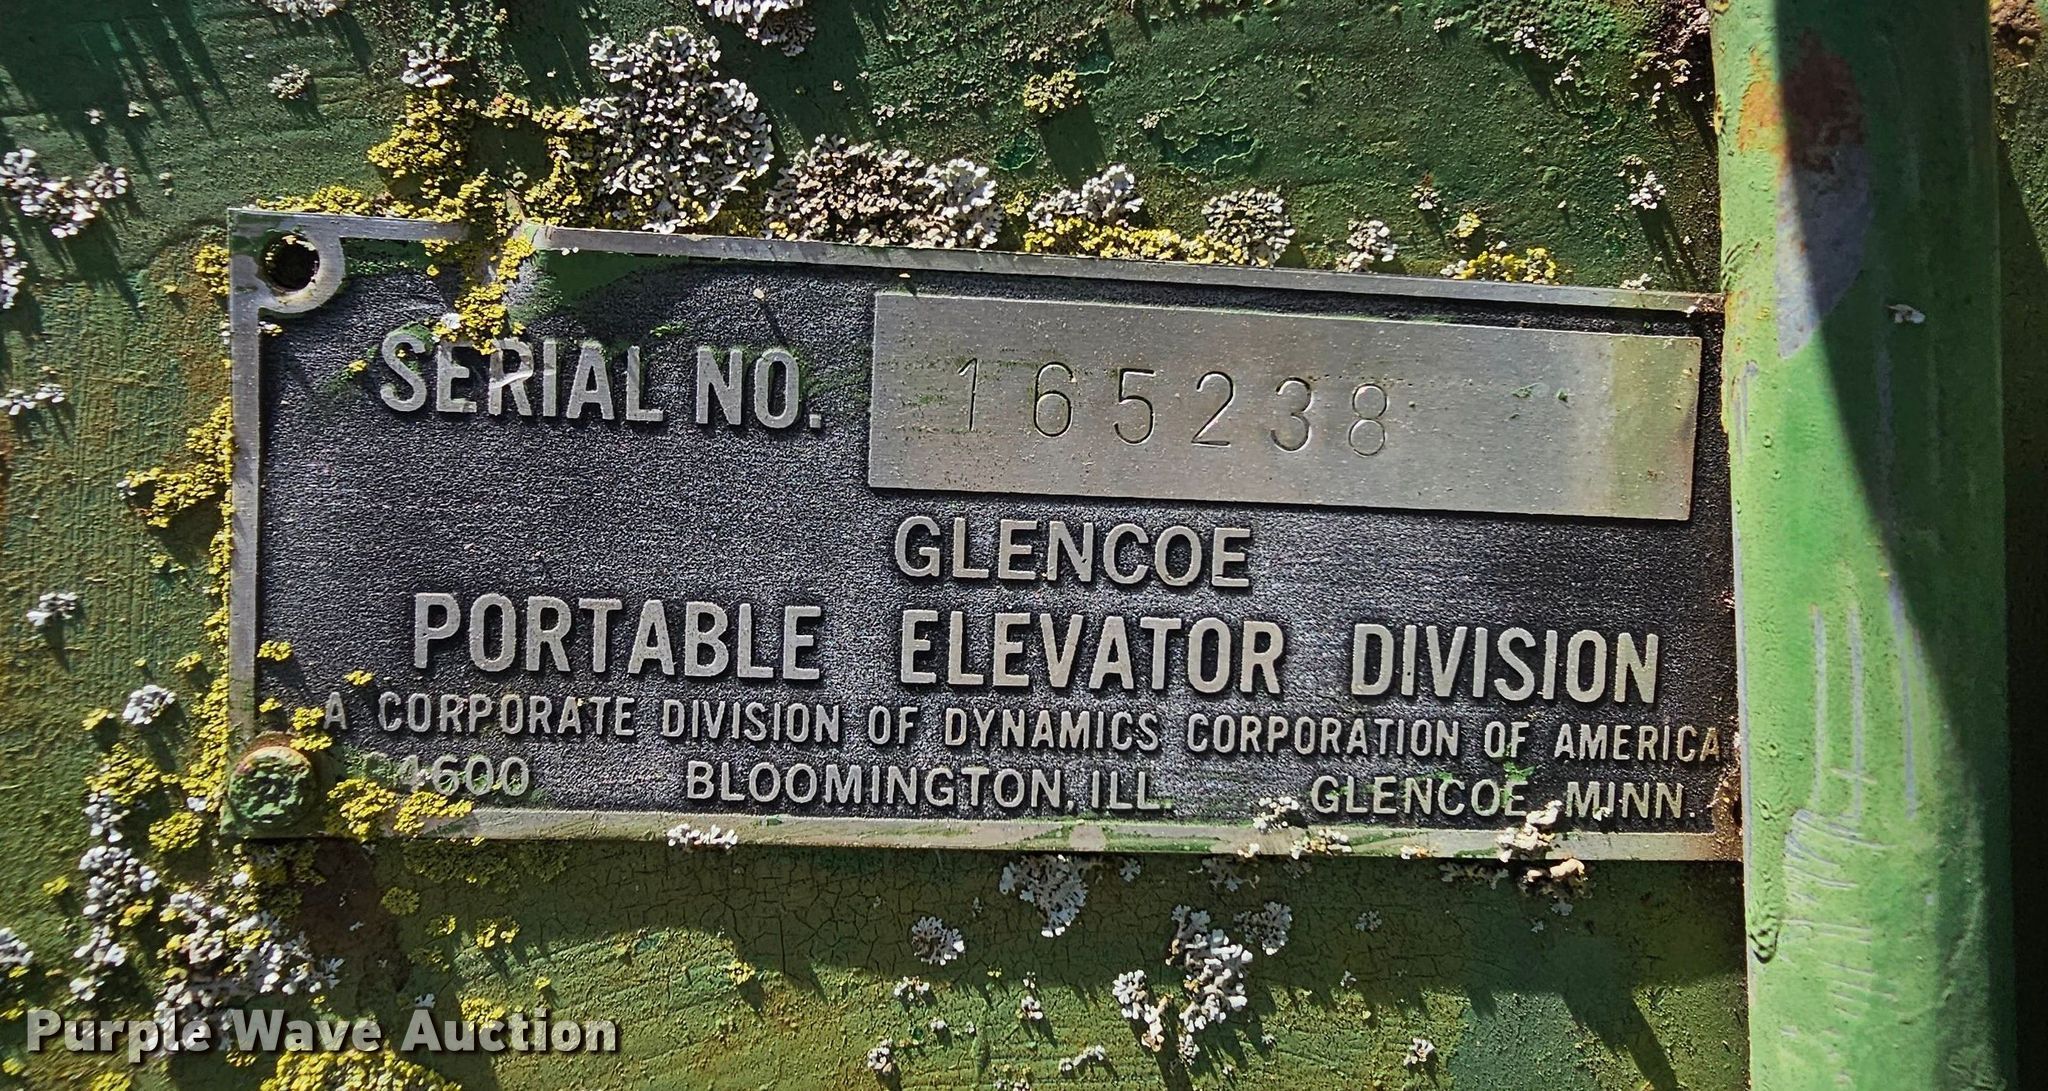 SERIAL NO. 165238
GLENCOE
PORTABLE ELEVATOR DIVISION
A CORPORATE DIVISION OF DYNAMICS CORPORATION OF AMERICA
BLOOMINGTON, ILL. GLENCOE, MINN.
Purple Wave Auction